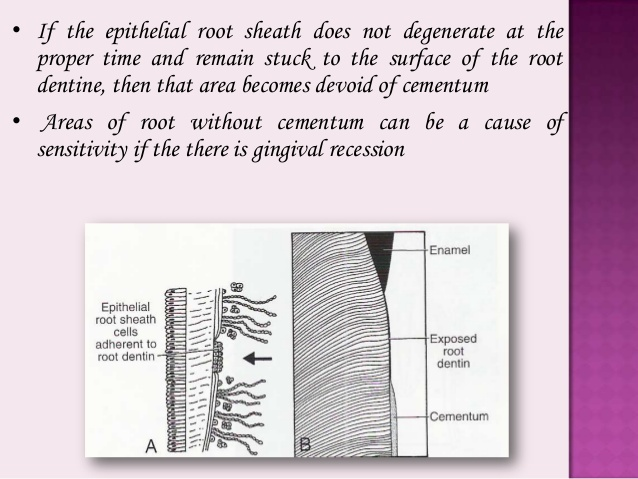 • If the epithelial root sheath does not degenerate at the
proper time and remain stuck to the surface of the root
dentine, then that area becomes devoid of cementum
• Areas of root without cementum can be a cause of
sensitivity if the there is gingival recession
Epithelial
root sheath
cells
adherent to
root dentin
A
Enamel
Exposed
root
dentin
Cementum
B